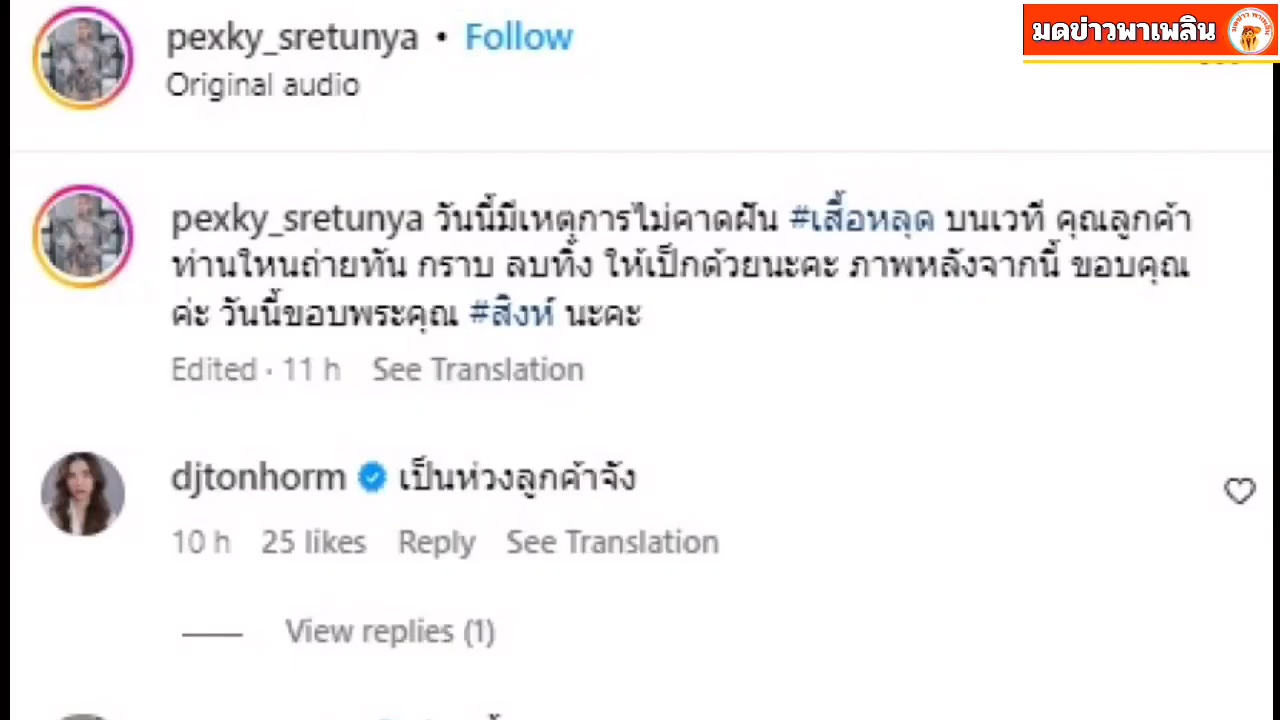 มดข่าวพาเพลิน
pexky_sretunya • Follow
Original audio
pexky_sretunya วันนี้มีเหตุการไม่คาดฝัน #เสื้อหลุด บนเวที คุณลูกค้า
ท่านใหนถ่ายทัน กราบ ลบทิ้ง ให้เป็กด้วยนะคะ ภาพหลังจากนี้ ขอบคุณ
ค่ะ วันนี้ขอบพระคุณ #สิงห์ นะคะ
Edited · 11 h See Translation
djtonhorm เป็นห่วงลูกค้าจัง
10 h 25 likes Reply See Translation
View replies (1)